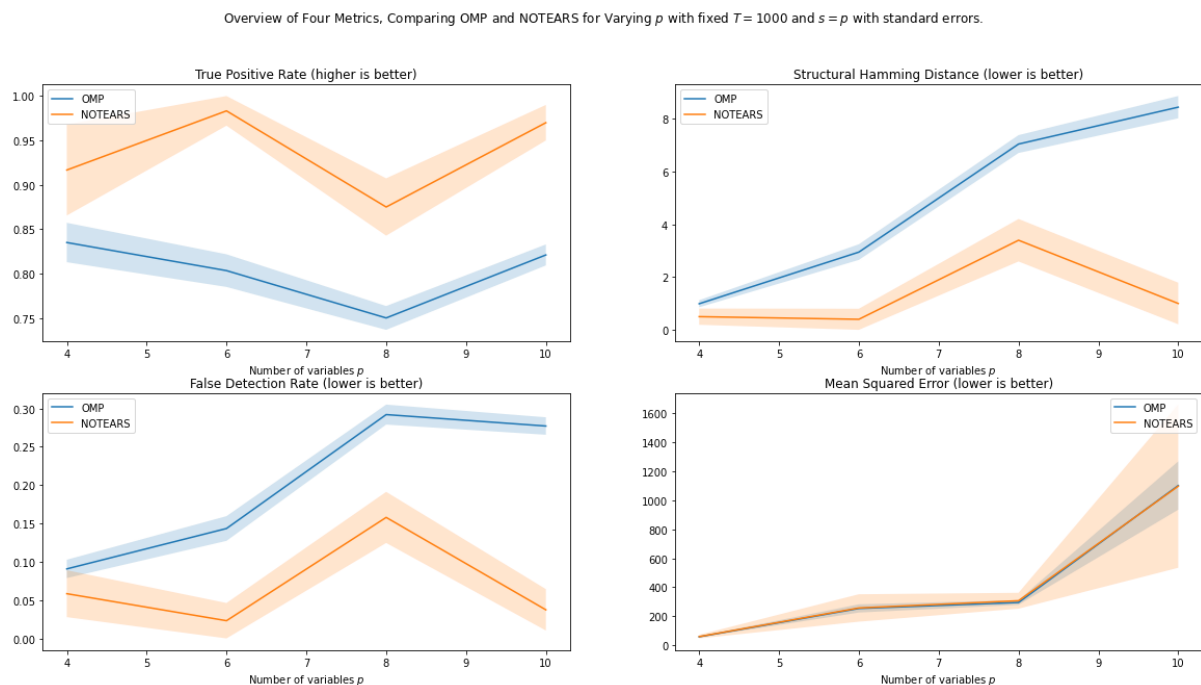 Overview of Four Metrics, Comparing OMP and NOTEARS for Varying p with fixed T = 1000 and s = p with standard errors.
True Positive Rate (higher is better)
OMP
NOTEARS
1.00
0.95
0.90
0.85
0.80
0.75
4 5 6 7 8 9 10
Number of variables p
Structural Hamming Distance (lower is better)
OMP
NOTEARS
8
6
4
2
0
4 5 6 7 8 9 10
Number of variables p
False Detection Rate (lower is better)
OMP
NOTEARS
0.30
0.25
0.20
0.15
0.10
0.05
0.00
4 5 6 7 8 9 10
Number of variables p
Mean Squared Error (lower is better)
OMP
NOTEARS
1600
1400
1200
1000
800
600
400
200
0
4 5 6 7 8 9 10
Number of variables p